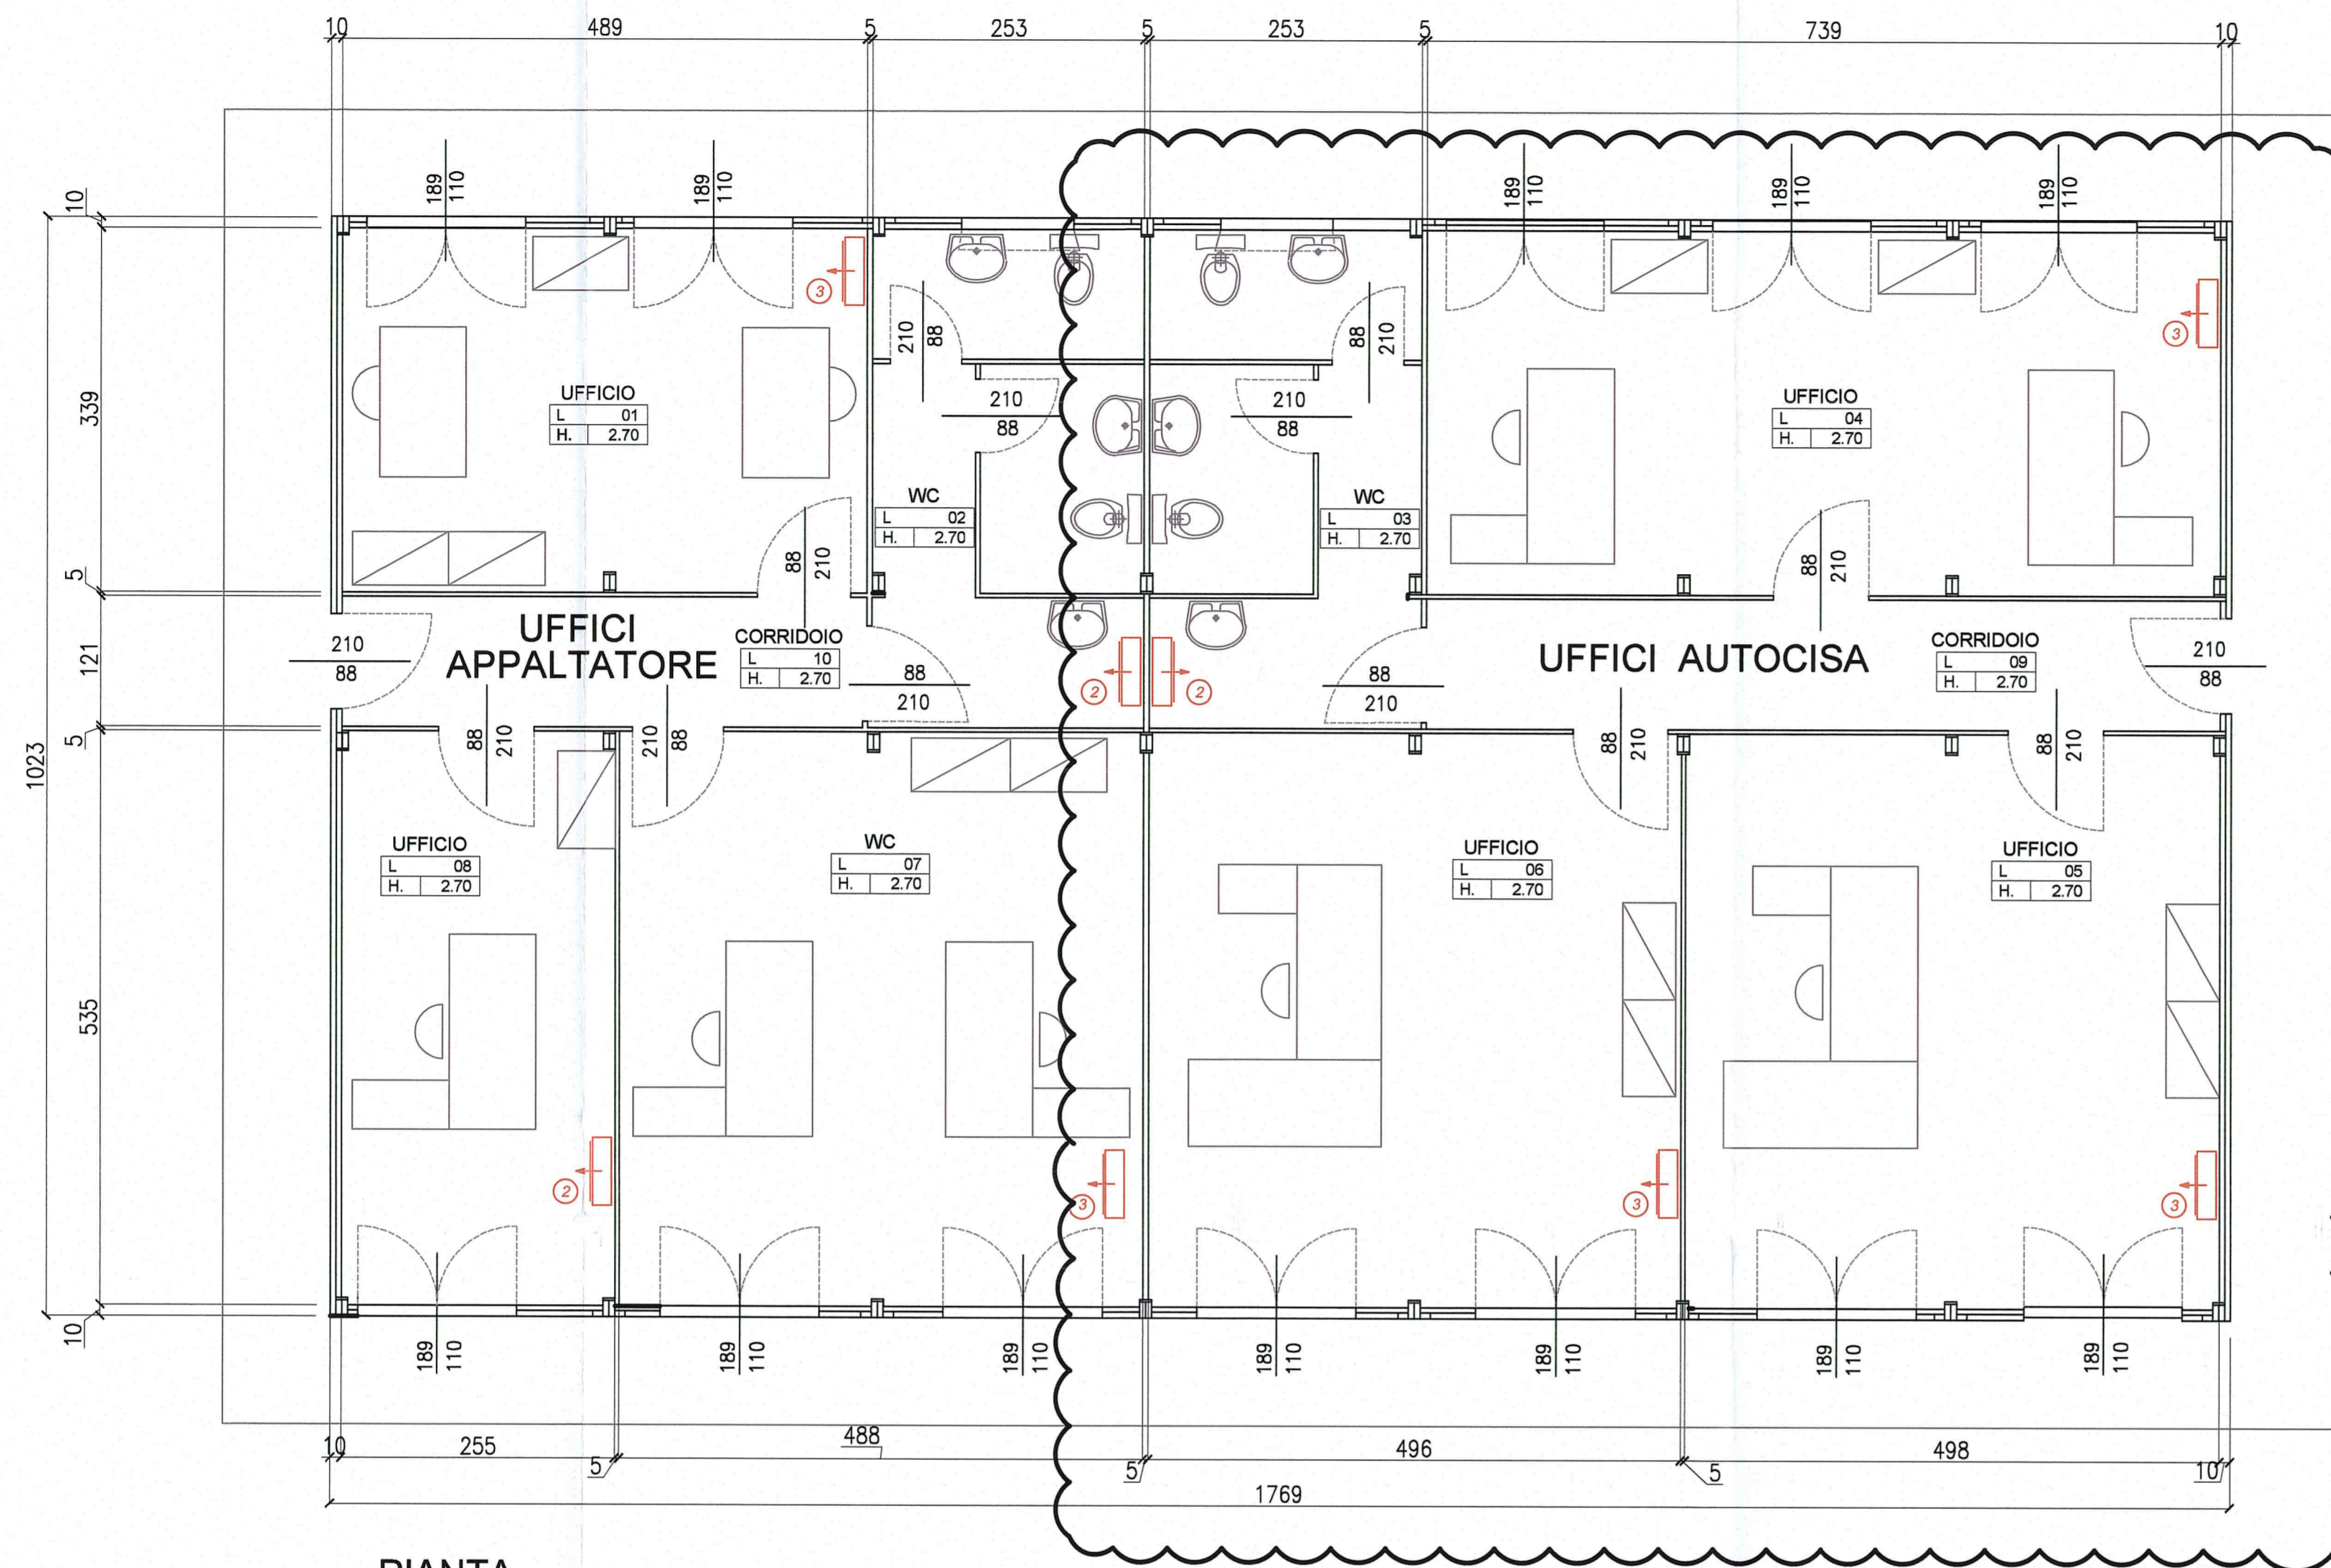 10 489 5 253 5 253 5 739 10
189 110
189 110
189 110
189 110
189 110
10
339
5
121
5
535
10
1023
3
3
210 88
88 210
210
88
210
88
UFFICIO
L 01
H. 2.70
UFFICIO
L 04
H. 2.70
WC
L 02
H. 2.70
WC
L 03
H. 2.70
88 210
88 210
UFFICI
APPALTATORE
CORRIDOIO
L 10
H. 2.70
UFFICI AUTOCISA
CORRIDOIO
L 09
H. 2.70
210
88
88
210
2
2
88
210
210
88
88 210
210 88
88 210
88 210
UFFICIO
L 08
H. 2.70
WC
L 07
H. 2.70
UFFICIO
L 06
H. 2.70
UFFICIO
L 05
H. 2.70
2
3
3
3
189 110
189 110
189 110
189 110
189 110
189 110
189 110
10 255 5 488 5 496 5 498 10
1769
PIANTA